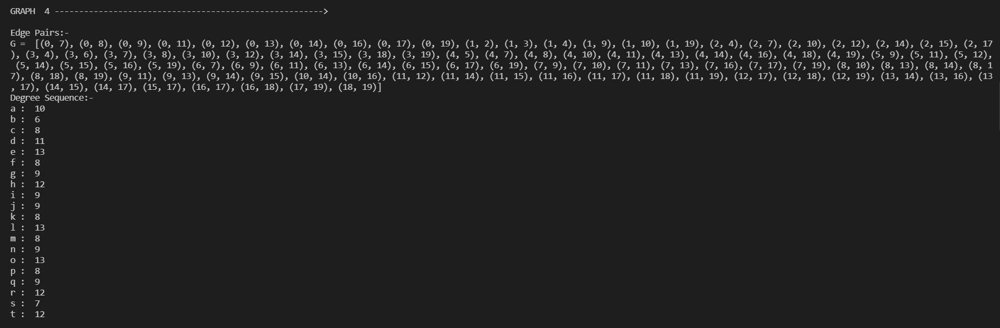 GRAPH  4 ------------------------------------------------------->
Edge Pairs:-
G =  [(0, 7), (0, 8), (0, 9), (0, 11), (0, 12), (0, 13), (0, 14), (0, 16), (0, 17), (0, 19), (1, 2), (1, 3), (1, 4), (1, 9), (1, 10), (1, 19), (2, 4), (2, 7), (2, 10), (2, 12), (2, 14), (2, 15), (2, 17
), (3, 4), (3, 6), (3, 7), (3, 8), (3, 10), (3, 12), (3, 14), (3, 15), (3, 18), (3, 19), (4, 5), (4, 7), (4, 8), (4, 10), (4, 11), (4, 13), (4, 14), (4, 16), (4, 18), (4, 19), (5, 9), (5, 11), (5, 12),
 (5, 14), (5, 15), (5, 16), (5, 19), (6, 7), (6, 9), (6, 11), (6, 13), (6, 14), (6, 15), (6, 17), (6, 19), (7, 9), (7, 10), (7, 11), (7, 13), (7, 16), (7, 17), (7, 19), (8, 10), (8, 13), (8, 14), (8, 1
7), (8, 18), (8, 19), (9, 11), (9, 13), (9, 14), (9, 15), (10, 14), (10, 16), (11, 12), (11, 14), (11, 15), (11, 16), (11, 17), (11, 18), (11, 19), (12, 17), (12, 18), (12, 19), (13, 14), (13, 16), (13
, 17), (14, 15), (14, 17), (15, 17), (16, 17), (16, 18), (17, 19), (18, 19)]
Degree Sequence:-
a :  10
b :  6
c :  8
d :  11
e :  13
f :  8
g :  9
h :  12
i :  9
j :  9
k :  8
l :  13
m :  8
n :  9
o :  13
p :  8
q :  9
r :  12
s :  7
t :  12